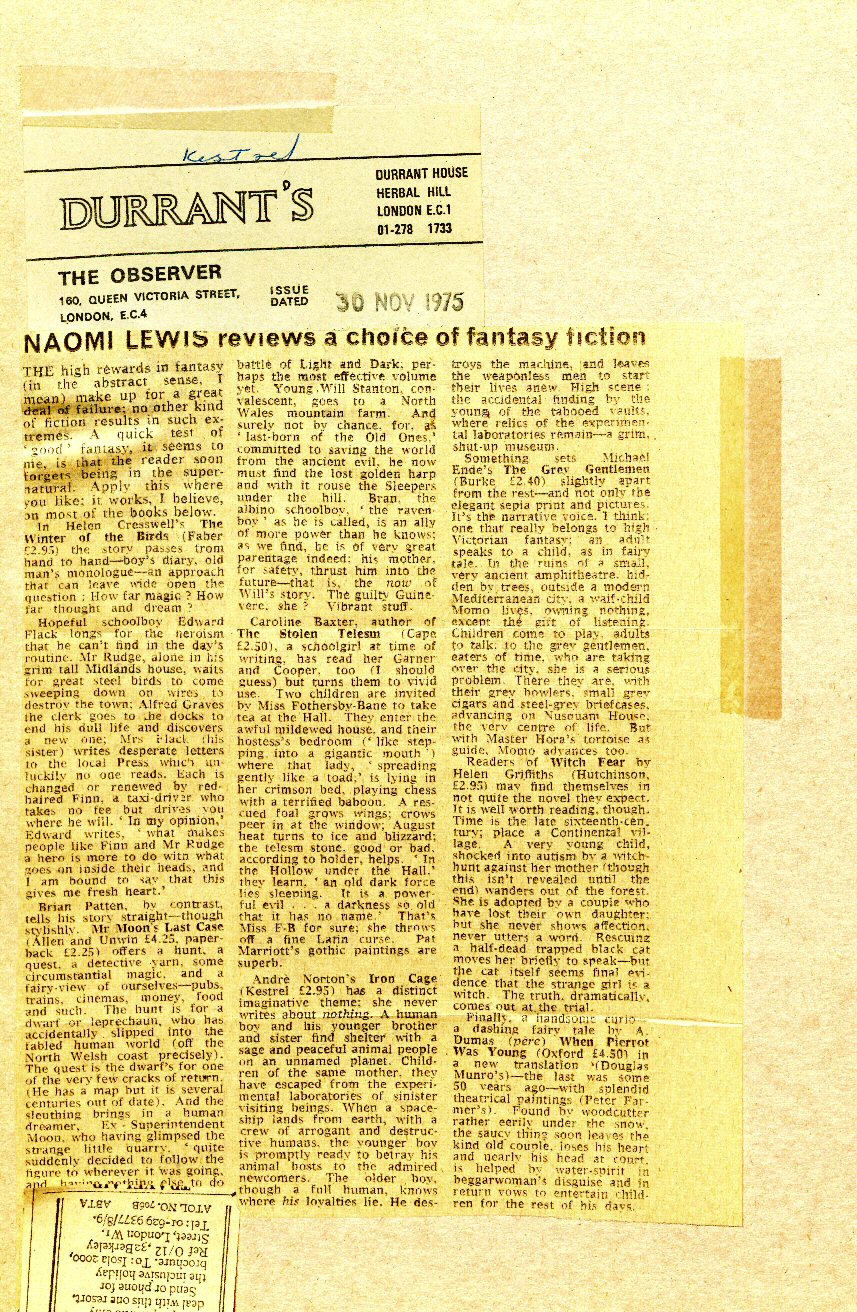 Kestrel
DURRANT'S
DURRANT HOUSE
HERBAL HILL
LONDON E.C.1
01-278 1733
THE OBSERVER
160, QUEEN VICTORIA STREET,
LONDON, E.C.4
ISSUE
DATED
30 NOV 1975
NAOMI LEWIS reviews a choice of fantasy fiction
THE high rewards in fantasy
(in the abstract sense, I
mean) make up for a great
deal of failure; no other kind
of fiction results in such ex-
tremes. A quick test of
'good' fantasy, it seems to
me, is that the reader soon
forgets being in the super-
natural. Apply this where
you like; it works, I believe,
on most of the books below.
In Helen Cresswell's The
Winter of the Birds (Faber
£2.95) the story passes from
hand to hand—boy's diary, old
man's monologue—an approach
that can leave wide open the
question: How far magic? How
far thought and dream?
Hopeful schoolboy Edward
Flack longs for the heroism
that he can't find in the day's
routine. Mr Rudge, alone in his
grim tall Midlands house, waits
for great steel birds to come
sweeping down on wires to
destroy the town; Alfred Graves
the clerk goes to the docks to
end his dull life and discovers
a new one; Mrs Flack (his
sister) writes desperate letters
to the local Press which un-
luckily no one reads. Each is
changed or renewed by red-
haired Finn, a taxi-driver who
takes no fee but drives you
where he will. 'In my opinion,'
Edward writes, 'what makes
people like Finn and Mr Rudge
a hero is more to do with what
goes on inside their heads, and
I am bound to say that this
gives me fresh heart.'
Brian Patten, by contrast,
tells his story straight—though
stylishly. Mr Moon's Last Case
(Allen and Unwin £4.25, paper-
back £2.25) offers a hunt, a
quest, a detective yarn, some
circumstantial magic, and a
fairy-view of ourselves—pubs,
trains, cinemas, money, food
and such. The hunt is for a
dwarf or leprechaun, who has
accidentally slipped into the
fabled human world (off the
North Welsh coast precisely).
The quest is the dwarf's for one
of the very few cracks of return.
(He has a map but it is several
centuries out of date). And the
sleuthing brings in a human
dreamer, Ex-Superintendent
Moon, who having glimpsed the
strange little quarry, 'quite
suddenly decided to follow the
figure to wherever it was going,
and having nothing else to do
battle of Light and Dark; per-
haps the most effective volume
yet. Young Will Stanton, con-
valescent, goes to a North
Wales mountain farm. And
surely not by chance, for, as
'last-born of the Old Ones,'
committed to saving the world
from the ancient evil, he now
must find the lost golden harp
and with it rouse the Sleepers
under the hill. Bran, the
albino schoolboy, 'the raven-
boy' as he is called, is an ally
of more power than he knows;
as we find, he is of very great
parentage indeed; his mother,
for safety, thrust him into the
future—that is, the now of
Will's story. The guilty Guine-
vere, she? Vibrant stuff.
Caroline Baxter, author of
The Stolen Telesm (Cape
£2.50), a schoolgirl at time of
writing, has read her Garner
and Cooper, too (I should
guess) but turns them to vivid
use. Two children are invited
by Miss Fothersby-Bane to take
tea at the Hall. They enter the
awful mildewed house, and their
hostess's bedroom ('like step-
ping into a gigantic mouth')
where that lady, 'spreading
gently like a toad,' is lying in
her crimson bed, playing chess
with a terrified baboon. A res-
cued foal grows wings; crows
peer in at the window; August
heat turns to ice and blizzard;
the telesm stone, good or bad,
according to holder, helps. 'In
the Hollow under the Hall,'
they learn, 'an old dark force
lies sleeping. It is a power-
ful evil . . . a darkness so old
that it has no name.' That's
Miss F-B for sure; she throws
off a fine Latin curse. Pat
Marriott's gothic paintings are
superb.
André Norton's Iron Cage
(Kestrel £2.95) has a distinct
imaginative theme; she never
writes about nothing. A human
boy and his younger brother
and sister find shelter with a
sage and peaceful animal people
on an unnamed planet. Child-
ren of the same mother, they
have escaped from the experi-
mental laboratories of sinister
visiting beings. When a space-
ship lands from earth, with a
crew of arrogant and destruc-
tive humans, the younger boy
is promptly ready to betray his
animal hosts to the admired
newcomers. The older boy,
though a full human, knows
where his loyalties lie. He des-
troys the machine, and leaves
the weaponless men to start
their lives anew. High scene:
the accidental finding by the
young of the tabooed vaults,
where relics of the experimen-
tal laboratories remain—a grim,
shut-up museum.
Something sets Michael
Ende's The Grey Gentlemen
(Burke £2.40) slightly apart
from the rest—and not only the
elegant sepia print and pictures.
It's the narrative voice, I think;
one that really belongs to high
Victorian fantasy; an adult
speaks to a child, as in fairy
tale. In the ruins of a small,
very ancient amphitheatre, hid-
den by trees, outside a modern
Mediterranean city, a waif-child
Momo lives, owning nothing,
except the gift of listening.
Children come to play, adults
to talk; to the grey gentlemen,
eaters of time, who are taking
over the city, she is a serious
problem. There they are, with
their grey bowlers, small grey
cigars and steel-grey briefcases,
advancing on Nusquam House,
the very centre of life. But
with Master Hora's tortoise as
guide, Momo advances too.
Readers of Witch Fear by
Helen Griffiths (Hutchinson,
£2.95) may find themselves in
not quite the novel they expect.
It is well worth reading, though.
Time is the late sixteenth-cen-
tury; place a Continental vil-
lage. A very young child,
shocked into autism by a witch-
hunt against her mother (though
this isn't revealed until the
end) wanders out of the forest.
She is adopted by a couple who
have lost their own daughter;
but she never shows affection,
never utters a word. Rescuing
a half-dead trapped black cat
moves her briefly to speak—but
the cat itself seems final evi-
dence that the strange girl is a
witch. The truth, dramatically,
comes out at the trial.
Finally, a handsome curio—
a dashing fairy tale by A.
Dumas (père) When Pierrot
Was Young (Oxford £4.50) in
a new translation (Douglas
Munro's)—the last was some
50 years ago—with splendid
theatrical paintings (Peter Far-
mer's). Found by woodcutter
rather eerily under the snow,
the saucy thing soon leaves the
kind old couple, loses his heart
and nearly his head at court,
is helped by water-spirit in
beggarwoman's disguise and in
return vows to entertain child-
ren for the rest of his days.
deal with this one resort.
Send or phone for
the inclusive holiday
brochure. To: Isola 2000,
Ref O/12, 32 Berkeley
Street, London W1.
Tel: 01-629 9377/8/9.
ATOL NO. 705B ABTA